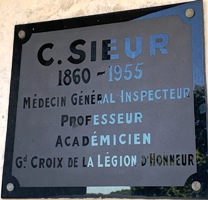 C. SIEUR
1860 - 1955
MÉDECIN GÉNÉRAL INSPECTEUR
PROFESSEUR
ACADÉMICIEN
Gd CROIX DE LA LÉGION D'HONNEUR